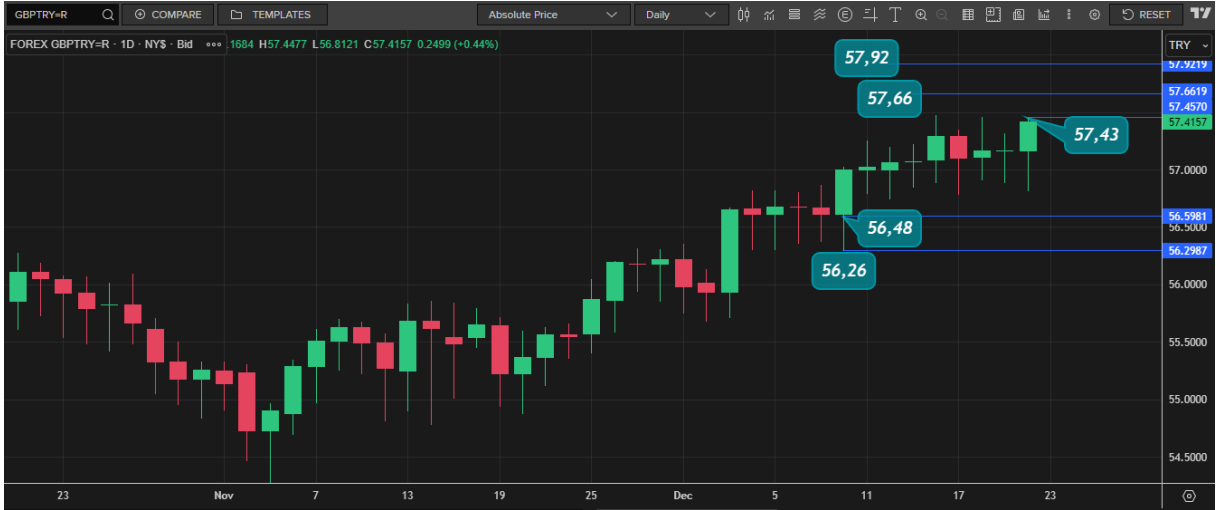 GBPTRY=R
COMPARE
TEMPLATES
Absolute Price
Daily
RESET
FOREX GBPTRY=R · 1D · NY$ · Bid ••• .1684 H57.4477 L56.8121 C57.4157 0.2499 (+0.44%)
TRY
57,92
57.9219
57,66
57.6619
57.4570
57.4157
57,43
57.0000
56.5981
56,48
56.5000
56.2987
56,26
56.0000
55.5000
55.0000
54.5000
23 Nov 7 13 19 25 Dec 5 11 17 23